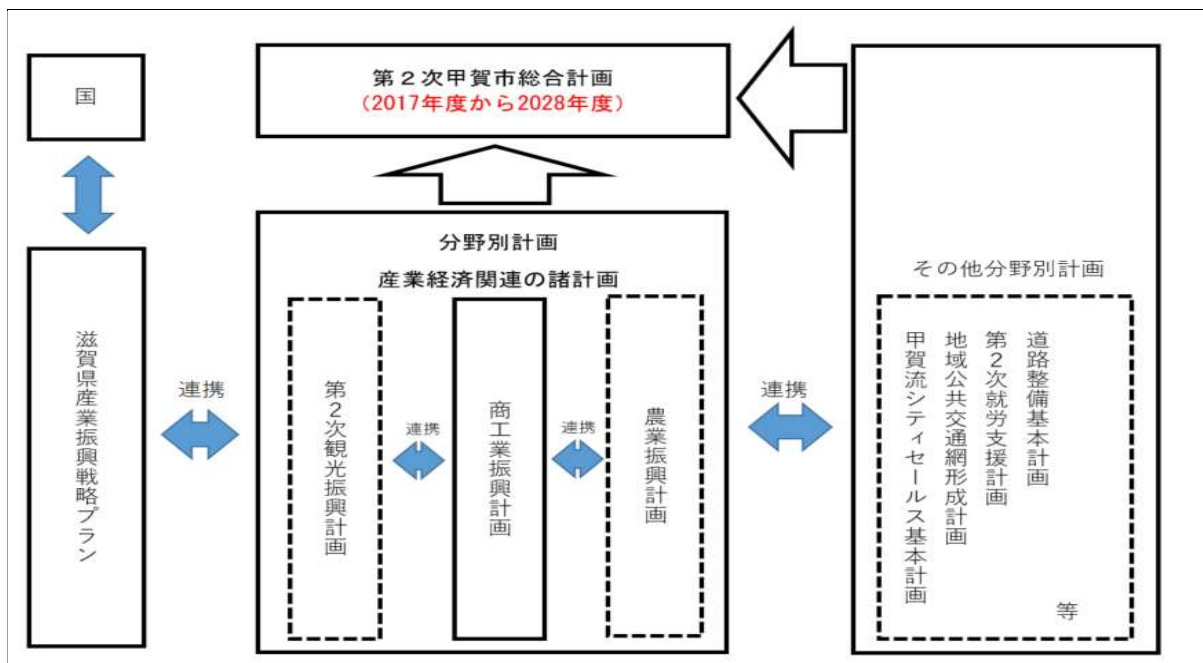 国
滋賀県産業振興戦略プラン
連携
第２次甲賀市総合計画
（2017年度から2028年度）
分野別計画
産業経済関連の諸計画
第２次観光振興計画
連携
商工業振興計画
連携
農業振興計画
連携
その他分野別計画
道路整備基本計画
第２次就労支援計画
地域公共交通網形成計画
甲賀流シティセールス基本計画
等